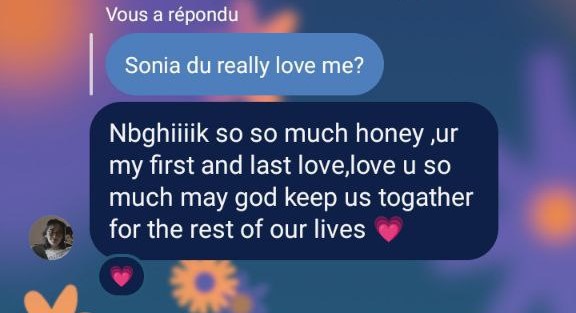 Vous a répondu
Sonia du really love me?
Nbghiiiik so so much honey ,ur
my first and last love,love u so
much may god keep us togather
for the rest of our lives 💗